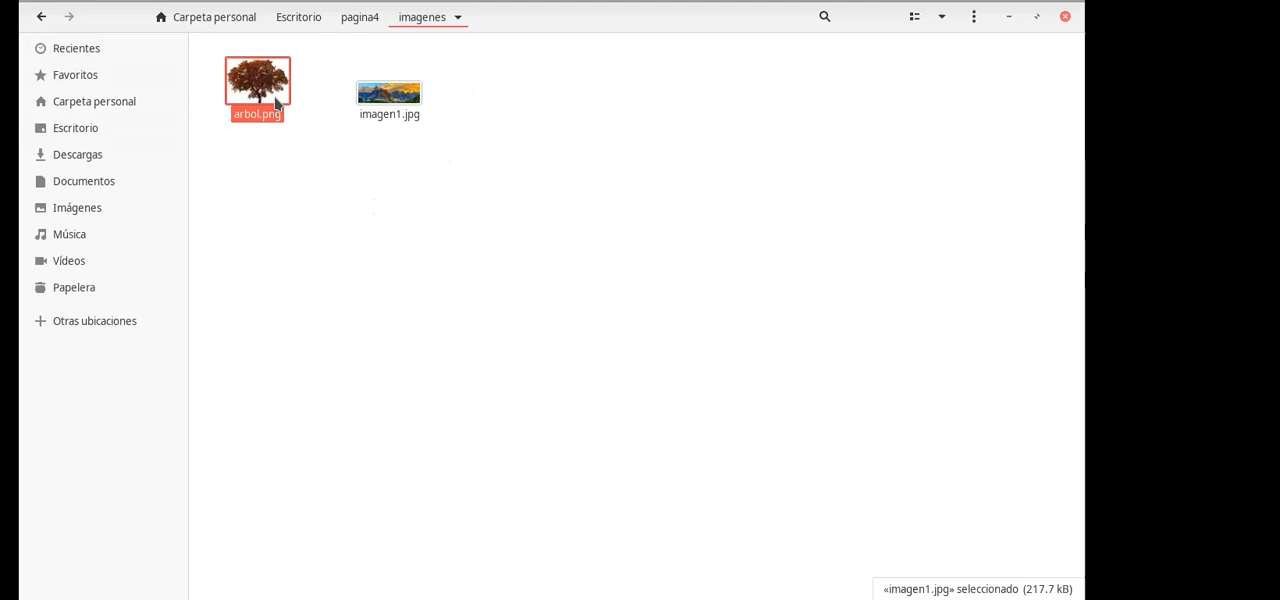 Carpeta personal Escritorio pagina4 imagenes
Recientes
Favoritos
Carpeta personal
Escritorio
Descargas
Documentos
Imágenes
Música
Vídeos
Papelera
Otras ubicaciones
arbol.png
imagen1.jpg
«imagen1.jpg» seleccionado (217.7 kB)